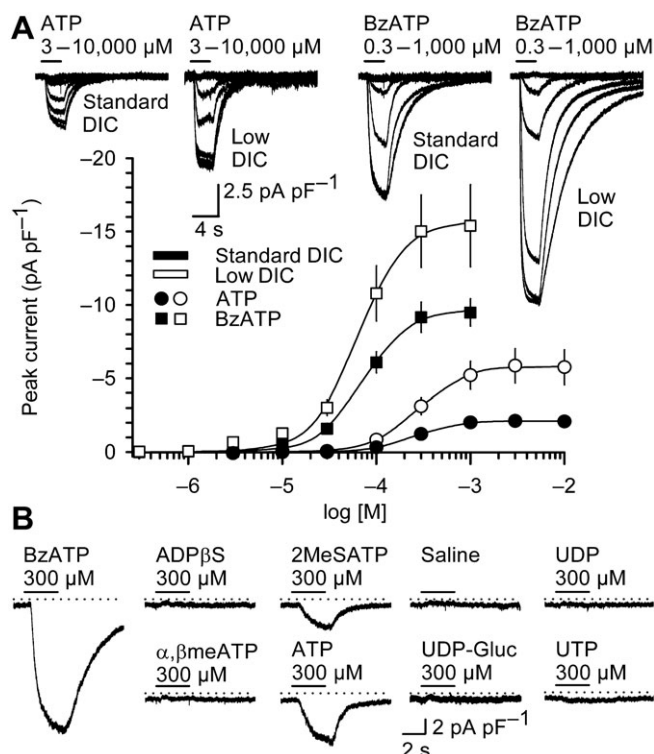 A
ATP
3 –10,000 µM
ATP
3 –10,000 µM
BzATP
0.3 –1,000 µM
BzATP
0.3 –1,000 µM
Standard
DIC
Low
DIC
Standard
DIC
Low
DIC
2.5 pA pF–1
4 s
Standard DIC
Low DIC
ATP
BzATP
Peak current (pA pF–1)
–20
–15
–10
–5
0
–6
–5
–4
–3
–2
log [M]
B
BzATP
300 µM
ADPβS
300 µM
2MeSATP
300 µM
Saline
UDP
300 µM
α,βmeATP
300 µM
ATP
300 µM
UDP-Gluc
300 µM
UTP
300 µM
2 pA pF–1
2 s